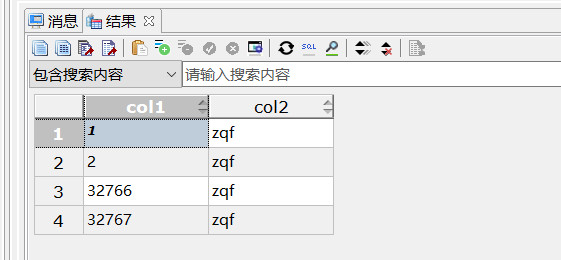 消息 结果
SQL
包含搜索内容 请输入搜索内容
col1 col2
1 1 zqf
2 2 zqf
3 32766 zqf
4 32767 zqf